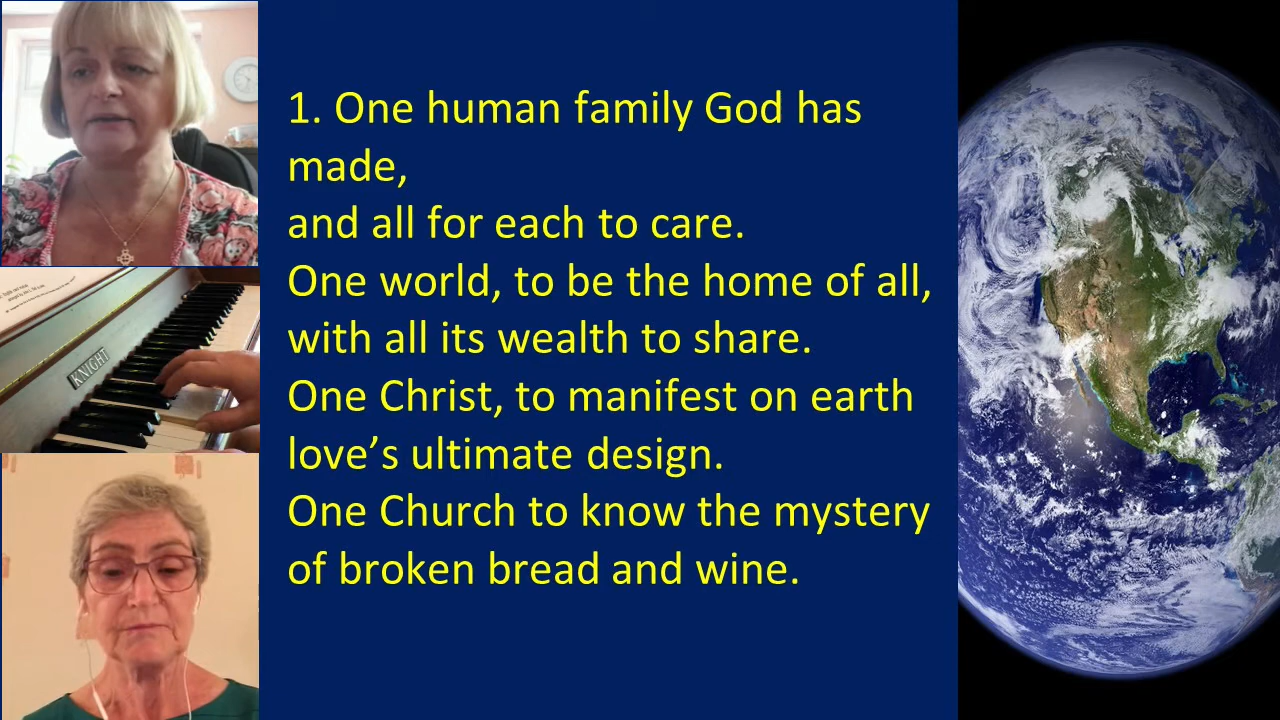 1. One human family God has
made,
and all for each to care.
One world, to be the home of all,
with all its wealth to share.
One Christ, to manifest on earth
love’s ultimate design.
One Church to know the mystery
of broken bread and wine.
KNIGHT